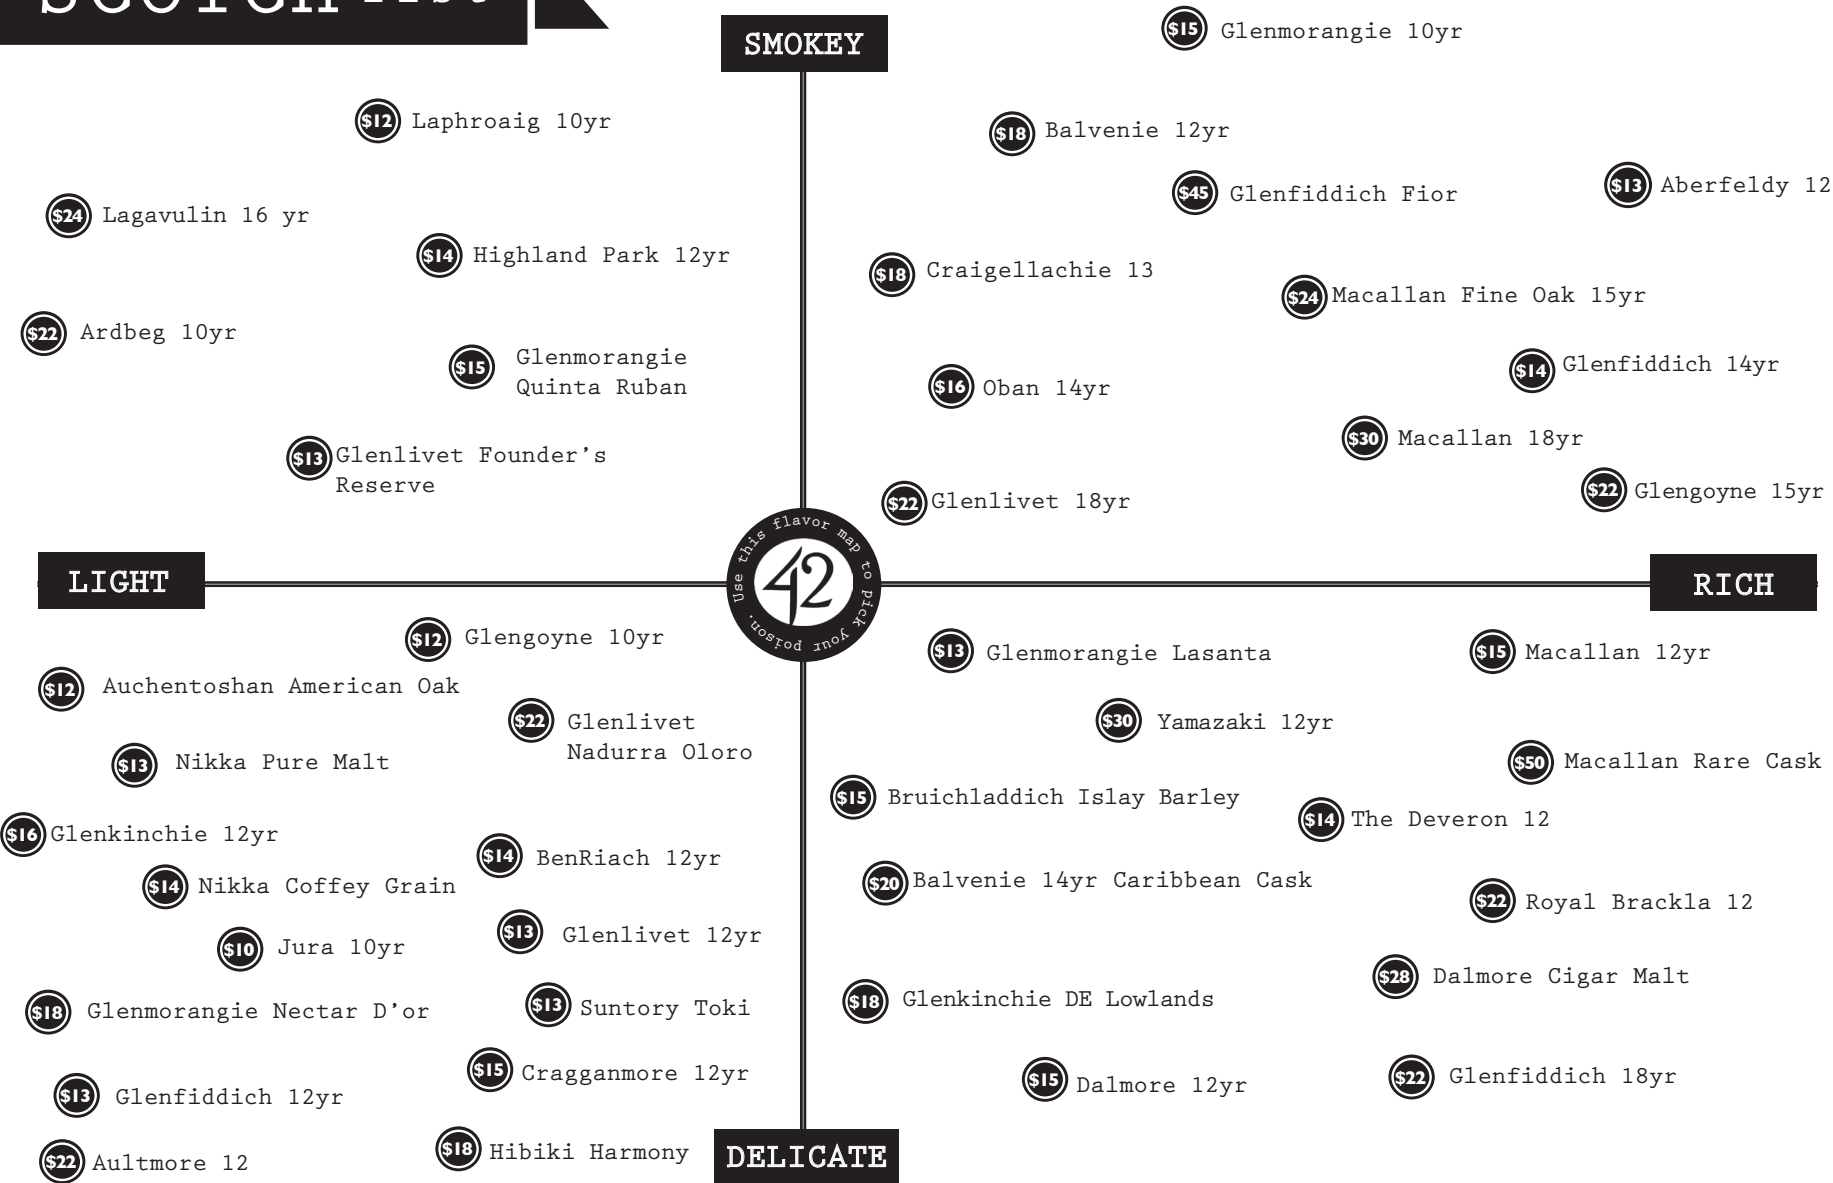 SCOTCH list
SMOKEY
$15 Glenmorangie 10yr
$12 Laphroaig 10yr
$18 Balvenie 12yr
$45 Glenfiddich Fior
$13 Aberfeldy 12
$24 Lagavulin 16 yr
$14 Highland Park 12yr
$18 Craigellachie 13
$24 Macallan Fine Oak 15yr
$22 Ardbeg 10yr
$15 Glenmorangie
Quinta Ruban
$16 Oban 14yr
$14 Glenfiddich 14yr
$30 Macallan 18yr
$13 Glenlivet Founder's
Reserve
$22 Glenlivet 18yr
$22 Glengoyne 15yr
LIGHT
Use this flavor map to pick your poison.
42
RICH
$12 Glengoyne 10yr
$13 Glenmorangie Lasanta
$15 Macallan 12yr
$12 Auchentoshan American Oak
$22 Glenlivet
Nadurra Oloro
$30 Yamazaki 12yr
$13 Nikka Pure Malt
$50 Macallan Rare Cask
$15 Bruichladdich Islay Barley
$14 The Deveron 12
$16 Glenkinchie 12yr
$14 BenRiach 12yr
$14 Nikka Coffey Grain
$20 Balvenie 14yr Caribbean Cask
$22 Royal Brackla 12
$10 Jura 10yr
$13 Glenlivet 12yr
$28 Dalmore Cigar Malt
$18 Glenmorangie Nectar D'or
$13 Suntory Toki
$18 Glenkinchie DE Lowlands
$15 Cragganmore 12yr
$15 Dalmore 12yr
$22 Glenfiddich 18yr
$13 Glenfiddich 12yr
$18 Hibiki Harmony
$22 Aultmore 12
DELICATE